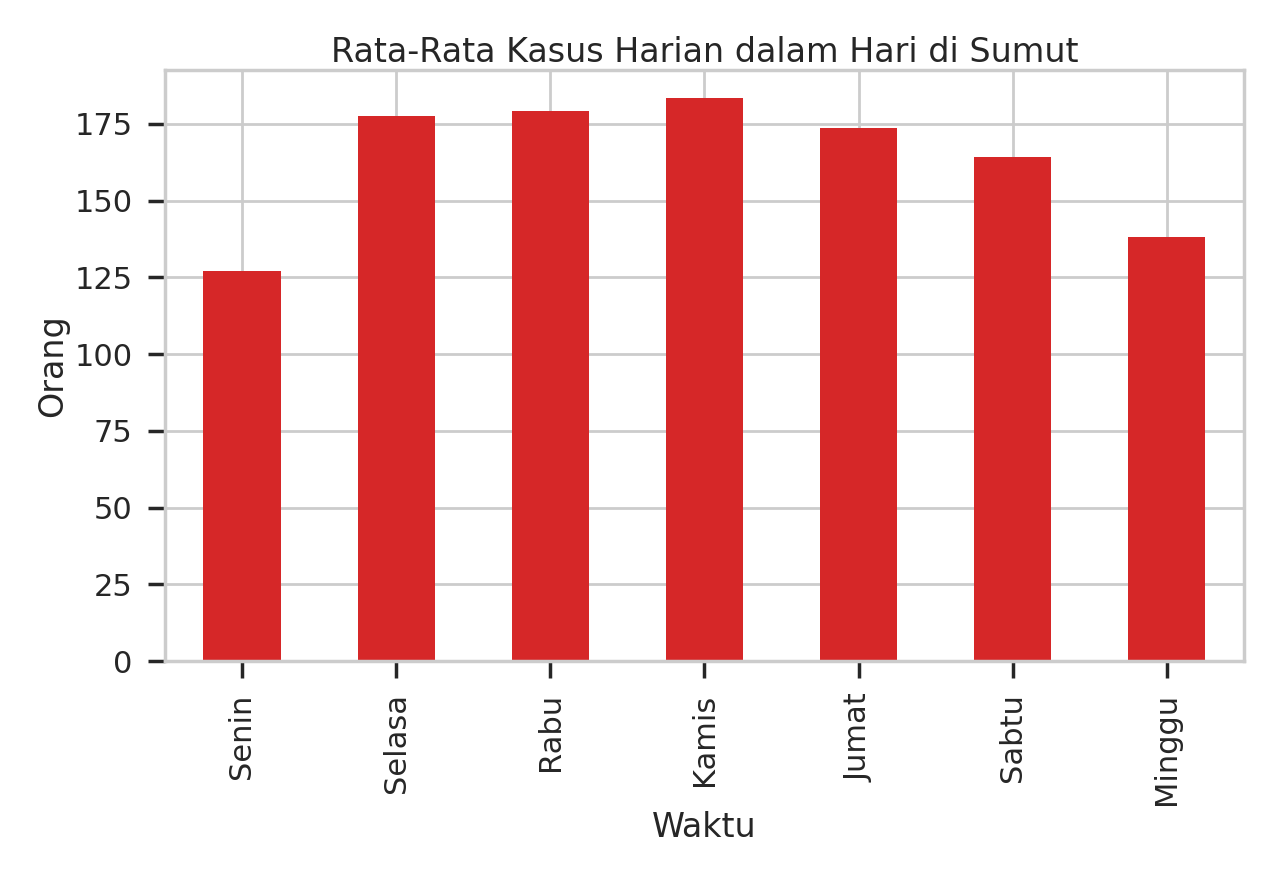 Rata-Rata Kasus Harian dalam Hari di Sumut
Orang
175
150
125
100
75
50
25
0
Senin
Selasa
Rabu
Kamis
Jumat
Sabtu
Minggu
Waktu